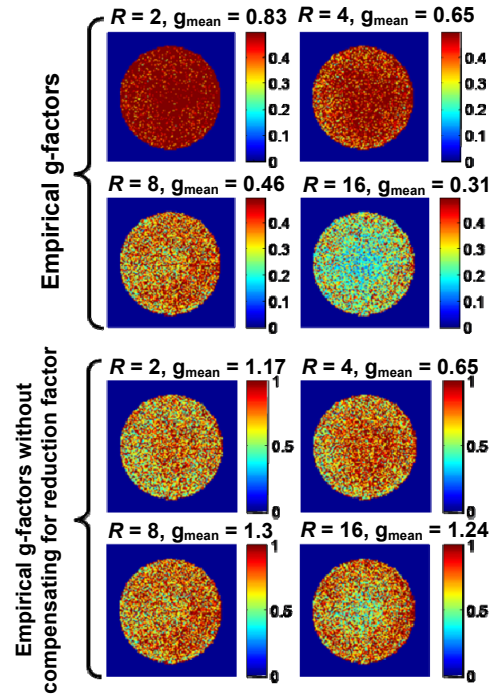 Empirical g-factors
R = 2, gmean = 0.83
0.4
0.3
0.2
0.1
0
R = 4, gmean = 0.65
0.4
0.3
0.2
0.1
0
R = 8, gmean = 0.46
0.4
0.3
0.2
0.1
0
R = 16, gmean = 0.31
0.4
0.3
0.2
0.1
0
Empirical g-factors without
compensating for reduction factor
R = 2, gmean = 1.17
1
0.5
0
R = 4, gmean = 0.65
1
0.5
0
R = 8, gmean = 1.3
1
0.5
0
R = 16, gmean = 1.24
1
0.5
0